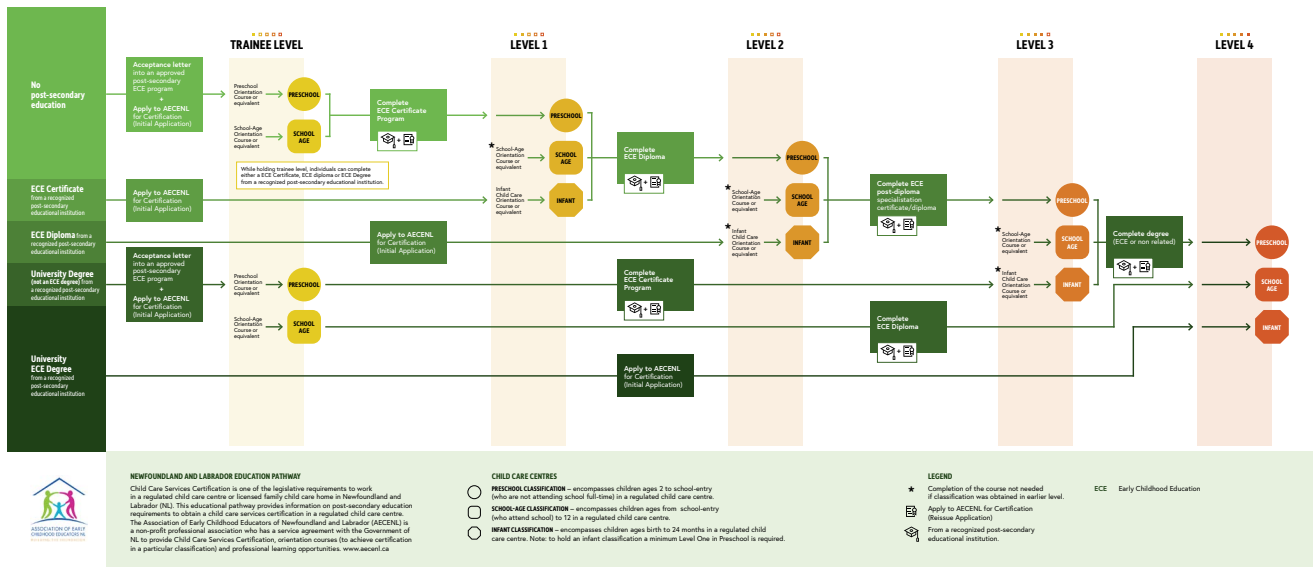 TRAINEE LEVEL
LEVEL 1
LEVEL 2
LEVEL 3
LEVEL 4
No
post-secondary
education
Acceptance letter
into an approved
post-secondary
ECE program
+
Apply to AECENL
for Certification
(Initial Application)
Preschool
Orientation
Course or
equivalent
PRESCHOOL
School-Age
Orientation
Course or
equivalent
SCHOOL
AGE
While holding trainee level, individuals can complete
either a ECE Certificate, ECE diploma or ECE Degree
from a recognized post-secondary educational institution.
Complete
ECE Certificate
Program
+
PRESCHOOL
★ School-Age
Orientation
Course or
equivalent
SCHOOL
AGE
Infant
Child Care
Orientation
Course or
equivalent
INFANT
Complete
ECE Diploma
+
PRESCHOOL
★ School-Age
Orientation
Course or
equivalent
SCHOOL
AGE
★ Infant
Child Care
Orientation
Course or
equivalent
INFANT
Complete ECE
post-diploma
specialistation
certificate/diploma
+
PRESCHOOL
★ School-Age
Orientation
Course or
equivalent
SCHOOL
AGE
★ Infant
Child Care
Orientation
Course or
equivalent
INFANT
Complete degree
(ECE or non related)
+
PRESCHOOL
SCHOOL
AGE
INFANT
ECE Certificate
from a recognized
post-secondary
educational institution
Apply to AECENL
for Certification
(Initial Application)
ECE Diploma from a
recognized post-secondary
educational institution
Apply to AECENL
for Certification
(Initial Application)
University Degree
(not an ECE degree) from
a recognized post-secondary
educational institution
Acceptance letter
into an approved
post-secondary
ECE program
+
Apply to AECENL
for Certification
(Initial Application)
Preschool
Orientation
Course or
equivalent
PRESCHOOL
School-Age
Orientation
Course or
equivalent
SCHOOL
AGE
Complete
ECE Certificate
Program
+
Complete
ECE Diploma
+
University
ECE Degree
from a recognized
post-secondary
educational institution
Apply to AECENL
for Certification
(Initial Application)
ASSOCIATION OF EARLY
CHILDHOOD EDUCATORS NL
NEWFOUNDLAND AND LABRADOR EDUCATION PATHWAY
Child Care Services Certification is one of the legislative requirements to work
in a regulated child care centre or licensed family child care home in Newfoundland and
Labrador (NL). This educational pathway provides information on post-secondary education
requirements to obtain a child care services certification in a regulated child care centre.
The Association of Early Childhood Educators of Newfoundland and Labrador (AECENL) is
a non-profit professional association who has a service agreement with the Government of
NL to provide Child Care Services Certification, orientation courses (to achieve certification
in a particular classification) and professional learning opportunities. www.aecenl.ca
CHILD CARE CENTRES
PRESCHOOL CLASSIFICATION – encompasses children ages 2 to school-entry
(who are not attending school full-time) in a regulated child care centre.
SCHOOL-AGE CLASSIFICATION – encompasses children ages from school-entry
(who attend school) to 12 in a regulated child care centre.
INFANT CLASSIFICATION – encompasses children ages birth to 24 months in a regulated child
care centre. Note: to hold an infant classification a minimum Level One in Preschool is required.
LEGEND
★ Completion of the course not needed
if classification was obtained in earlier level.
Apply to AECENL for Certification
(Reissue Application)
From a recognized post-secondary
educational institution.
ECE Early Childhood Education